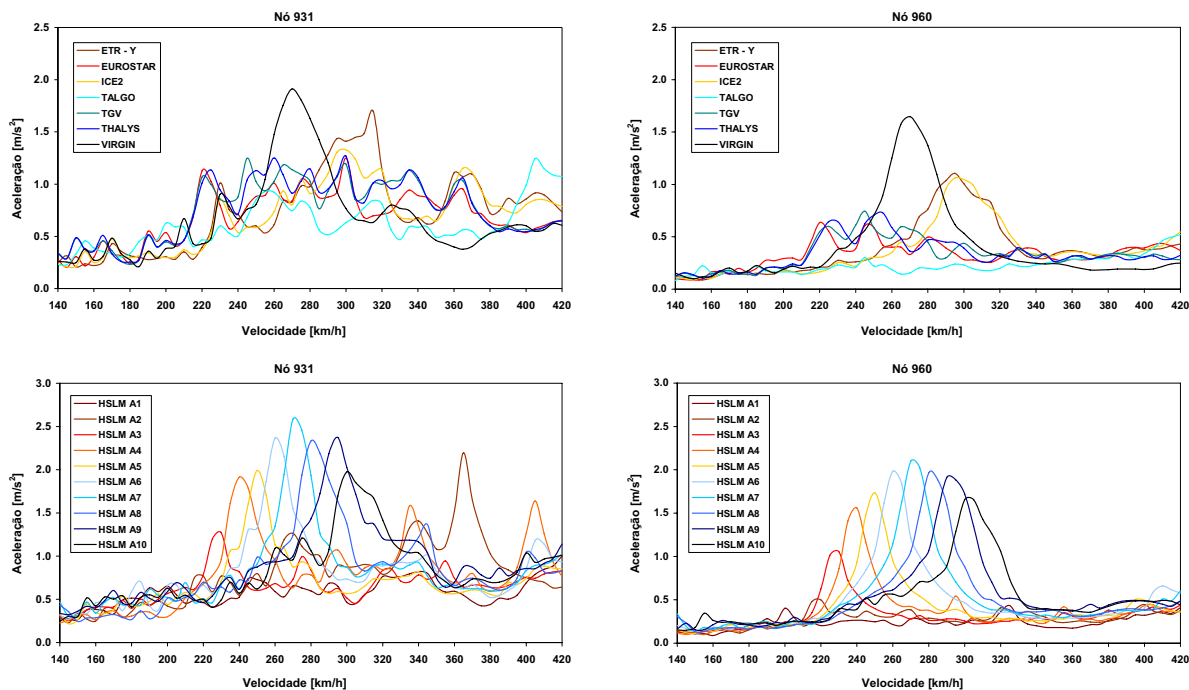 Nó 931
Aceleração [m/s²]
2.5
2.0
1.5
1.0
0.5
0.0
ETR - Y
EUROSTAR
ICE2
TALGO
TGV
THALYS
VIRGIN
140 160 180 200 220 240 260 280 300 320 340 360 380 400 420
Velocidade [km/h]
Nó 960
Aceleração [m/s²]
2.5
2.0
1.5
1.0
0.5
0.0
ETR - Y
EUROSTAR
ICE2
TALGO
TGV
THALYS
VIRGIN
140 160 180 200 220 240 260 280 300 320 340 360 380 400 420
Velocidade [km/h]
Nó 931
Aceleração [m/s²]
3.0
2.5
2.0
1.5
1.0
0.5
0.0
HSLM A1
HSLM A2
HSLM A3
HSLM A4
HSLM A5
HSLM A6
HSLM A7
HSLM A8
HSLM A9
HSLM A10
140 160 180 200 220 240 260 280 300 320 340 360 380 400 420
Velocidade [km/h]
Nó 960
Aceleração [m/s²]
3.0
2.5
2.0
1.5
1.0
0.5
0.0
HSLM A1
HSLM A2
HSLM A3
HSLM A4
HSLM A5
HSLM A6
HSLM A7
HSLM A8
HSLM A9
HSLM A10
140 160 180 200 220 240 260 280 300 320 340 360 380 400 420
Velocidade [km/h]